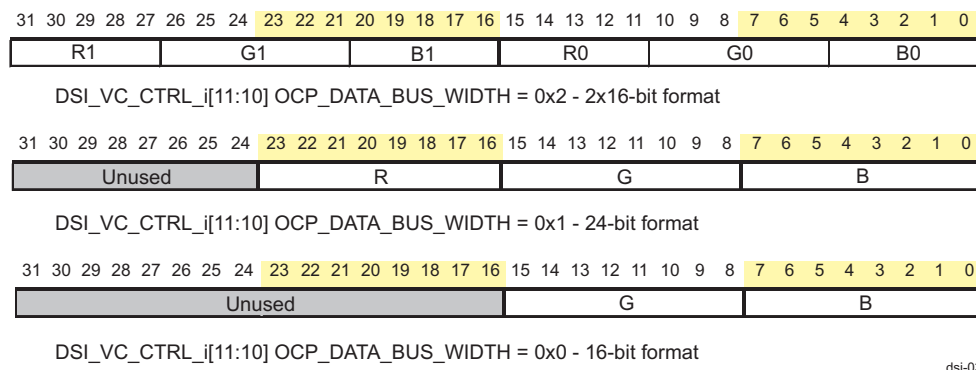 31 30 29 28 27 26 25 24 23 22 21 20 19 18 17 16 15 14 13 12 11 10 9 8 7 6 5 4 3 2 1 0
R1 G1 B1 R0 G0 B0
DSI_VC_CTRL_i[11:10] OCP_DATA_BUS_WIDTH = 0x2 - 2x16-bit format
31 30 29 28 27 26 25 24 23 22 21 20 19 18 17 16 15 14 13 12 11 10 9 8 7 6 5 4 3 2 1 0
Unused R G B
DSI_VC_CTRL_i[11:10] OCP_DATA_BUS_WIDTH = 0x1 - 24-bit format
31 30 29 28 27 26 25 24 23 22 21 20 19 18 17 16 15 14 13 12 11 10 9 8 7 6 5 4 3 2 1 0
Unused G B
DSI_VC_CTRL_i[11:10] OCP_DATA_BUS_WIDTH = 0x0 - 16-bit format